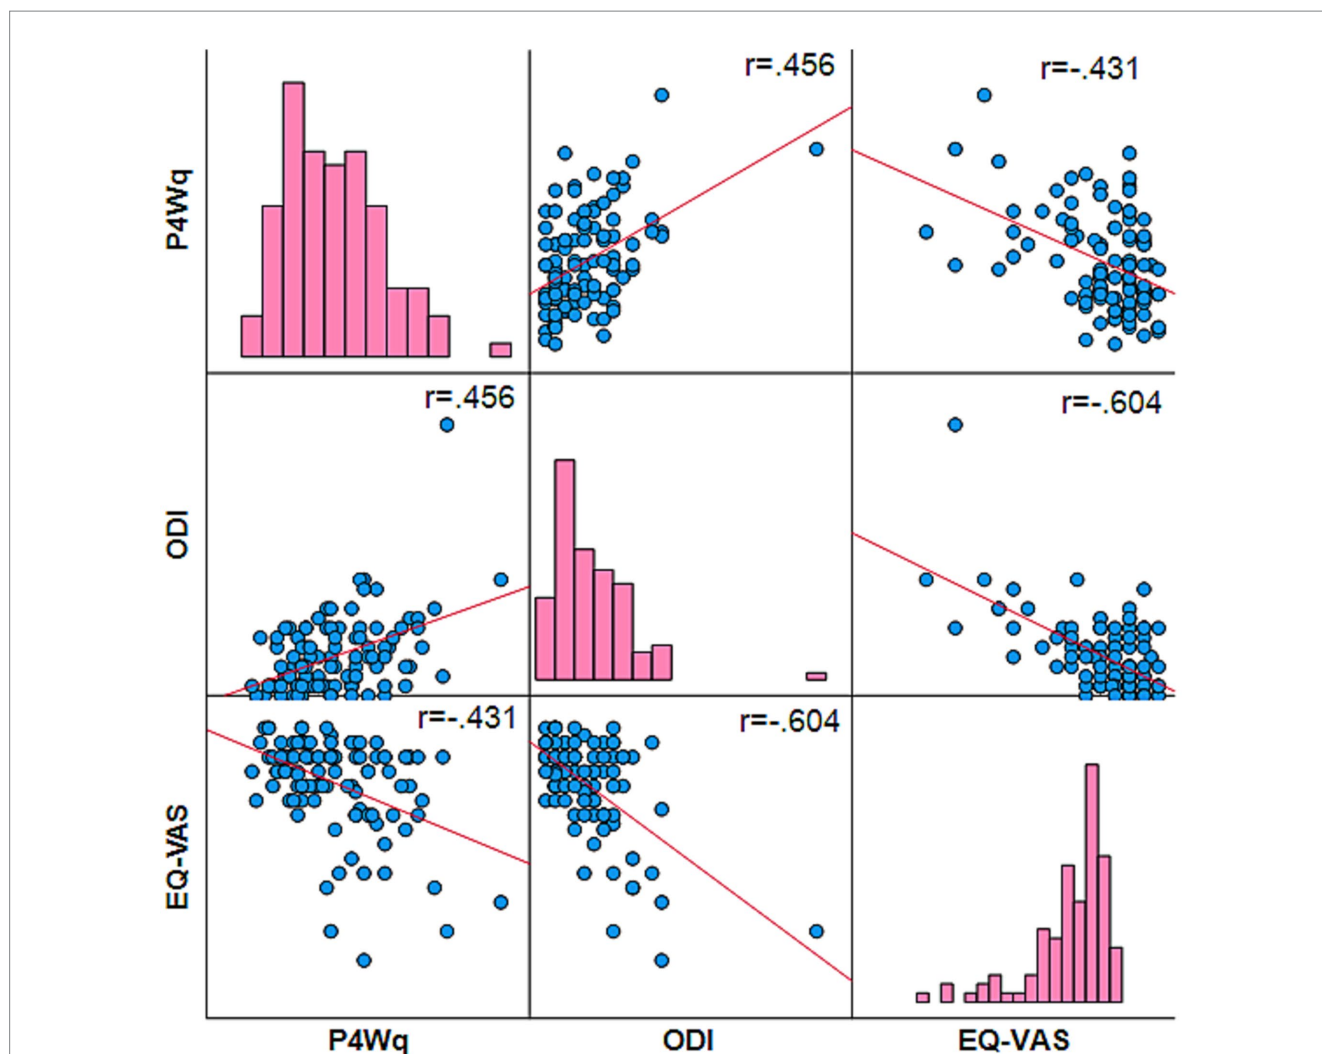 r=.456
r=-.431
P4Wq
r=.456
r=-.604
ODI
r=-.431
r=-.604
EQ-VAS
P4Wq
ODI
EQ-VAS